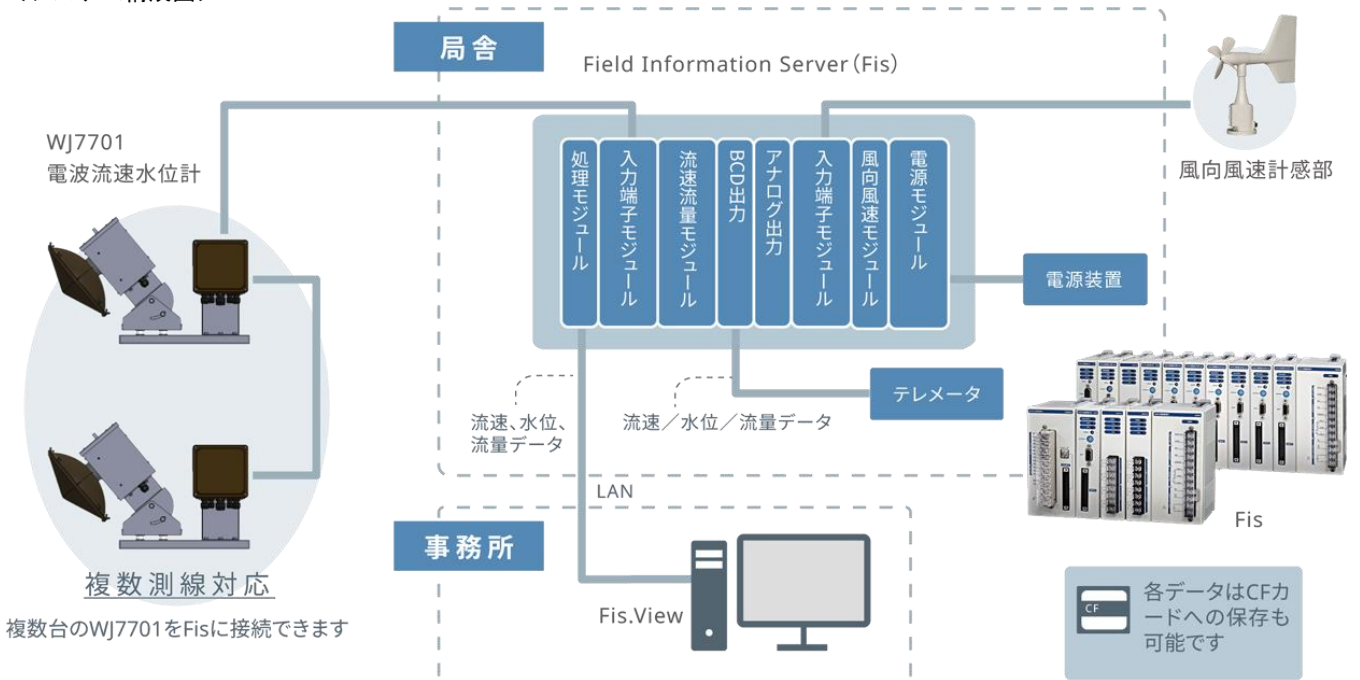 局舎
Field Information Server（Fis）
WJ7701
電波流速水位計
処理モジュール
入力端子モジュール
流速流量モジュール
BCD出力
アナログ出力
入力端子モジュール
風向風速モジュール
電源モジュール
風向風速計感部
電源装置
テレメータ
流速、水位、
流量データ
流速／水位／流量データ
LAN
Fis
事務所
Fis.View
複数測線対応
複数台のWJ7701をFisに接続できます
CF
各データはCFカ
ードへの保存も
可能です